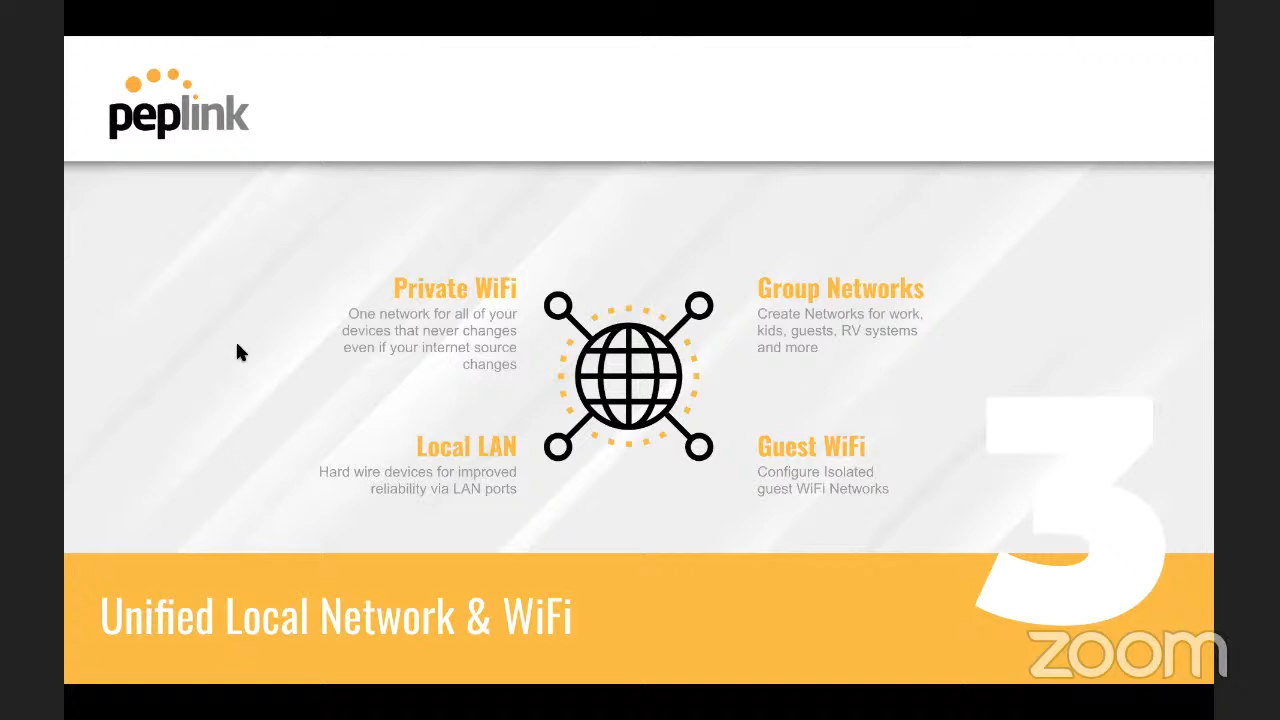 peplink
Private WiFi
One network for all of your
devices that never changes
even if your internet source
changes
Group Networks
Create Networks for work,
kids, guests, RV systems
and more
Local LAN
Hard wire devices for improved
reliability via LAN ports
Guest WiFi
Configure Isolated
guest WiFi Networks
3
Unified Local Network & WiFi
zoom